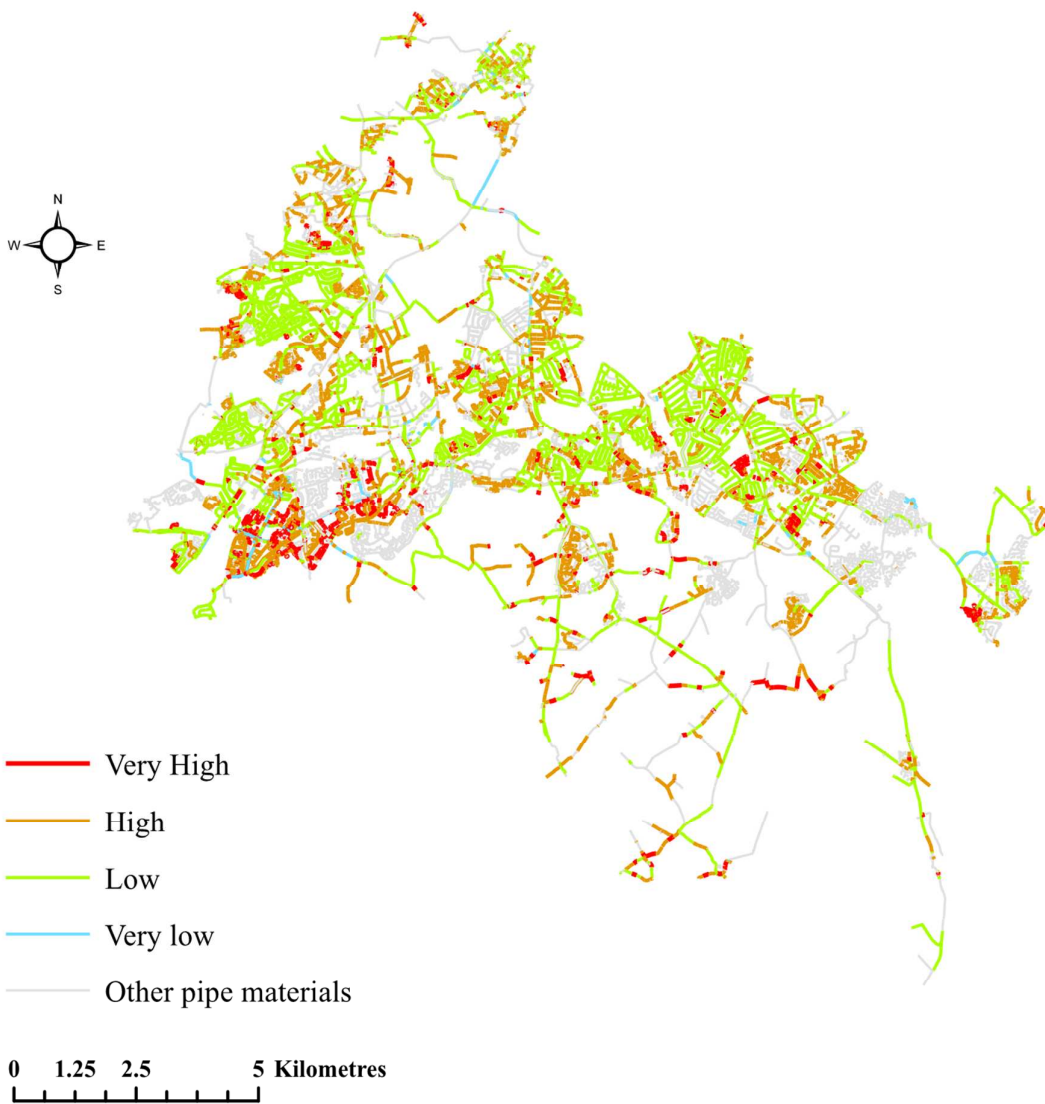 N
W E
S
Very High
High
Low
Very low
Other pipe materials
0 1.25 2.5 5 Kilometres